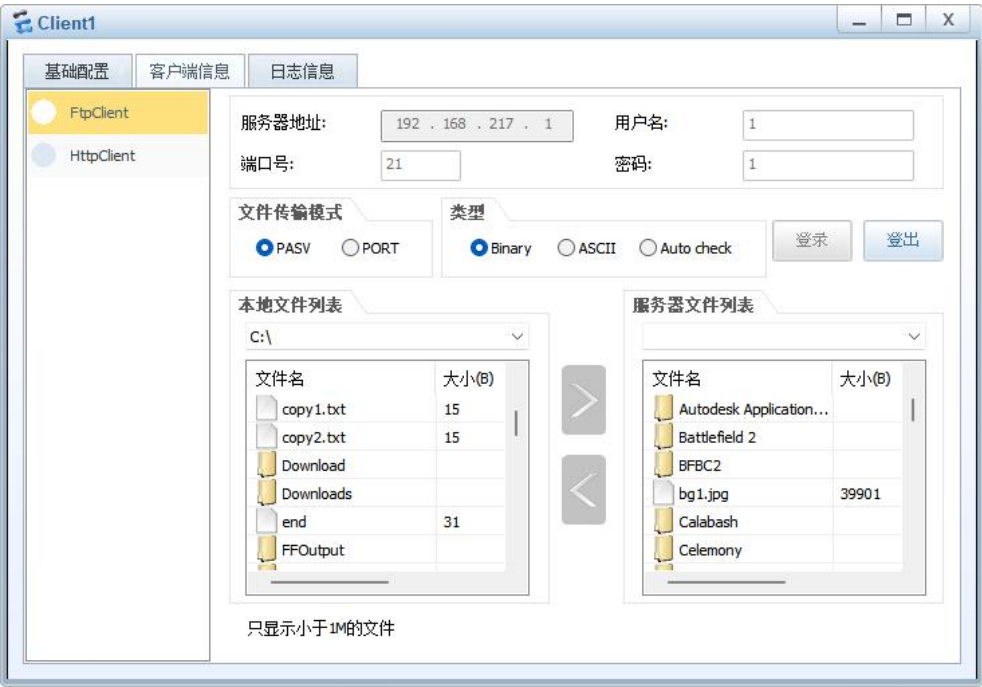 Client1
基础配置 客户端信息 日志信息
FtpClient
HttpClient
服务器地址: 192 . 168 . 217 . 1 用户名: 1
端口号: 21 密码: 1
文件传输模式 类型
PASV PORT Binary ASCII Auto check 登录 登出
本地文件列表 服务器文件列表
C:\
文件名 大小(B) 文件名 大小(B)
copy1.txt 15 Autodesk Application...
copy2.txt 15 Battlefield 2
Download BFBC2
Downloads bg1.jpg 39901
end 31 Calabash
FFOutput Celemony
只显示小于1M的文件